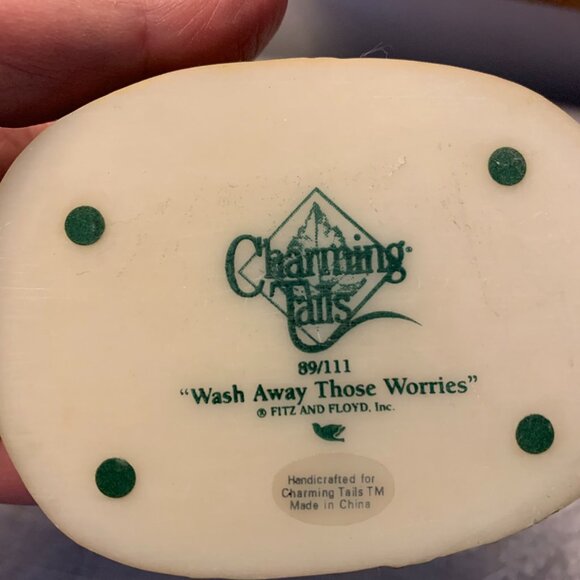 Charming®
Tails
89/111
“Wash Away Those Worries”
® FITZ AND FLOYD, Inc.
Handicrafted for
Charming Tails TM
Made in China